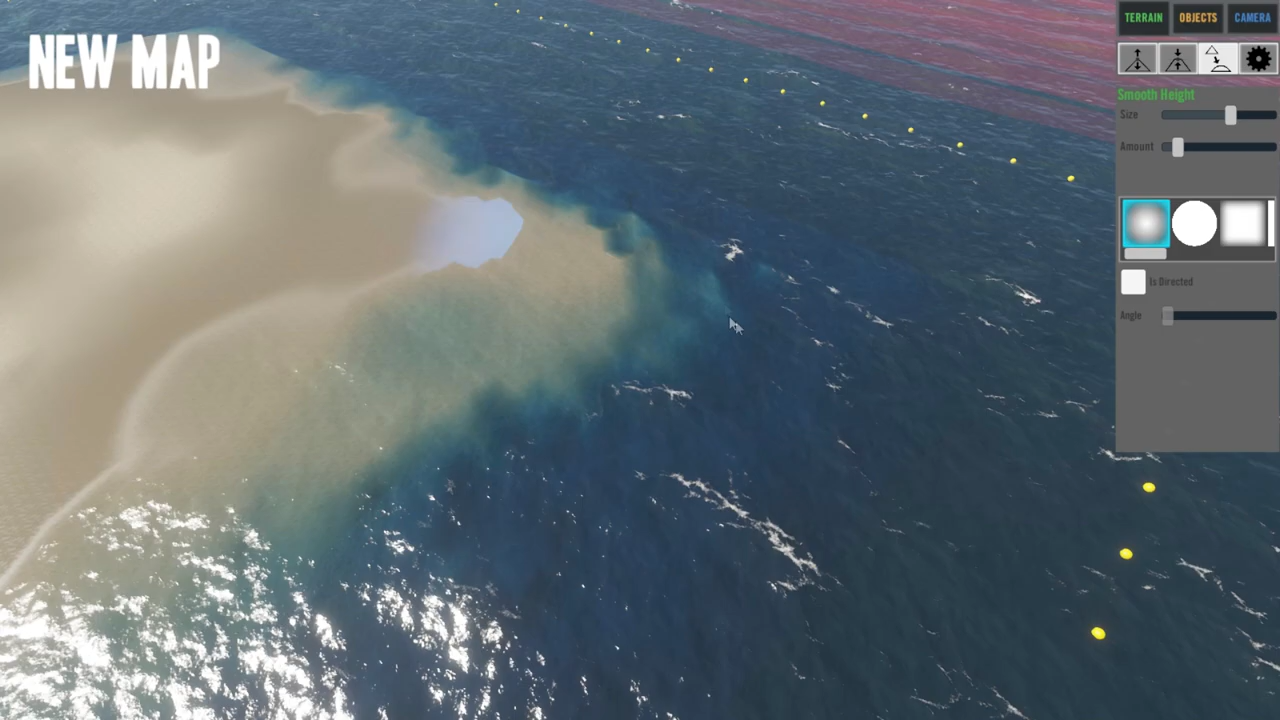 NEW MAP
TERRAIN
OBJECTS
CAMERA
Smooth Height
Size
Amount
Is Directed
Angle